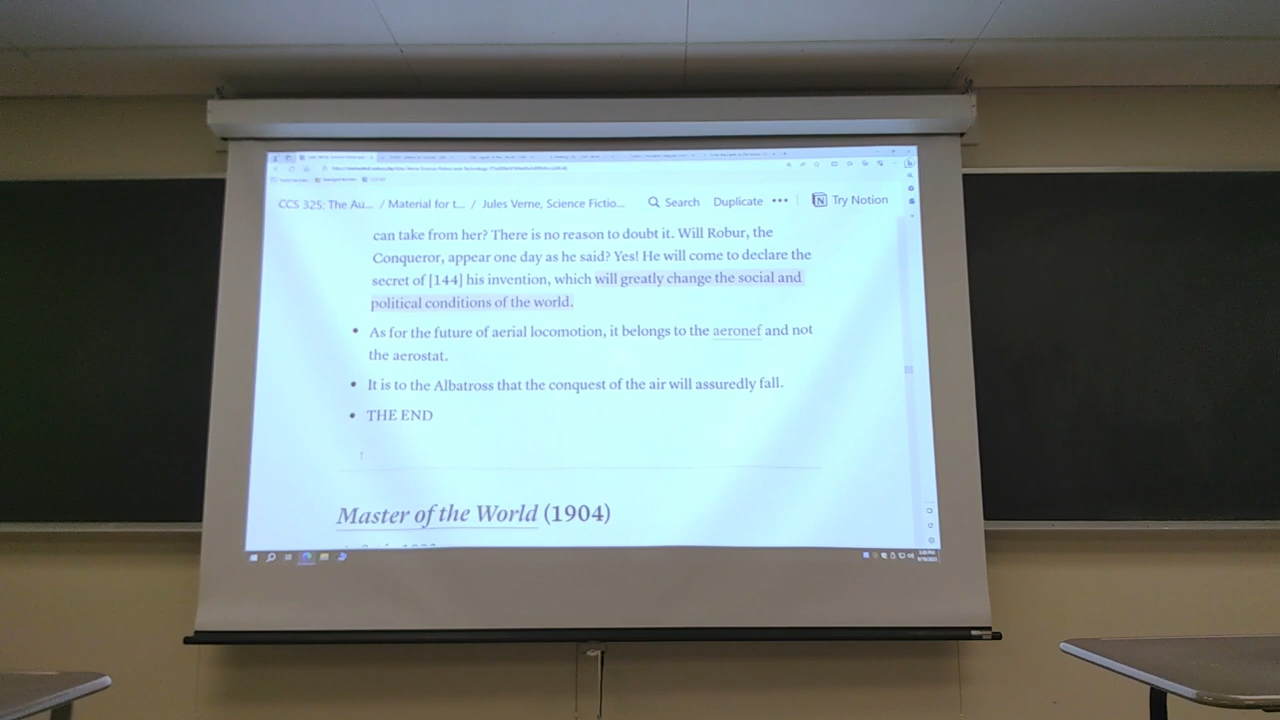 CCS 325: The Au... / Material for t... / Jules Verne, Science Fictio... Search Duplicate ••• Try Notion
can take from her? There is no reason to doubt it. Will Robur, the
Conqueror, appear one day as he said? Yes! He will come to declare the
secret of [144] his invention, which will greatly change the social and
political conditions of the world.
• As for the future of aerial locomotion, it belongs to the aeronef and not
the aerostat.
• It is to the Albatross that the conquest of the air will assuredly fall.
• THE END
Master of the World (1904)